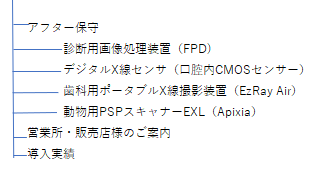 アフター保守
診断用画像処理装置（FPD）
デジタルX線センサ（口腔内CMOSセンサー）
歯科用ポータブルX線撮影装置（EzRay Air）
動物用PSPスキャナーEXL（Apixia）
営業所・販売店様のご案内
導入実績